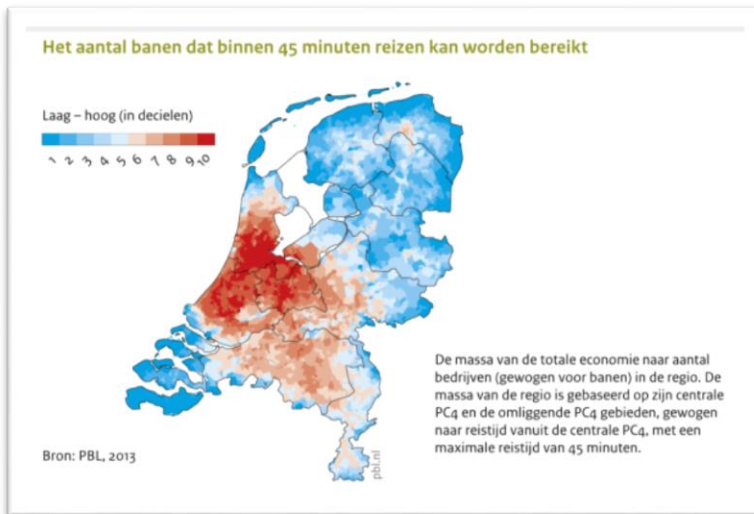 Het aantal banen dat binnen 45 minuten reizen kan worden bereikt
Laag – hoog (in decielen)
1 2 3 4 5 6 7 8 9 10
De massa van de totale economie naar aantal
bedrijven (gewogen voor banen) in de regio. De
massa van de regio is gebaseerd op zijn centrale
PC4 en de omliggende PC4 gebieden, gewogen
naar reistijd vanuit de centrale PC4, met een
maximale reistijd van 45 minuten.
Bron: PBL, 2013
pbl.nl